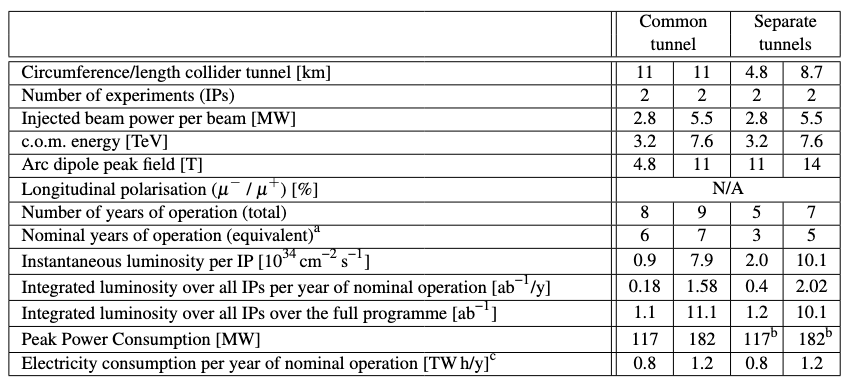 Common tunnel Separate tunnels
Circumference/length collider tunnel [km] 11 11 4.8 8.7
Number of experiments (IPs) 2 2 2 2
Injected beam power per beam [MW] 2.8 5.5 2.8 5.5
c.o.m. energy [TeV] 3.2 7.6 3.2 7.6
Arc dipole peak field [T] 4.8 11 11 14
Longitudinal polarisation (μ⁻ / μ⁺) [%] N/A
Number of years of operation (total) 8 9 5 7
Nominal years of operation (equivalent)ᵃ 6 7 3 5
Instantaneous luminosity per IP [10³⁴ cm⁻² s⁻¹] 0.9 7.9 2.0 10.1
Integrated luminosity over all IPs per year of nominal operation [ab⁻¹/y] 0.18 1.58 0.4 2.02
Integrated luminosity over all IPs over the full programme [ab⁻¹] 1.1 11.1 1.2 10.1
Peak Power Consumption [MW] 117 182 117ᵇ 182ᵇ
Electricity consumption per year of nominal operation [TW h/y]ᶜ 0.8 1.2 0.8 1.2